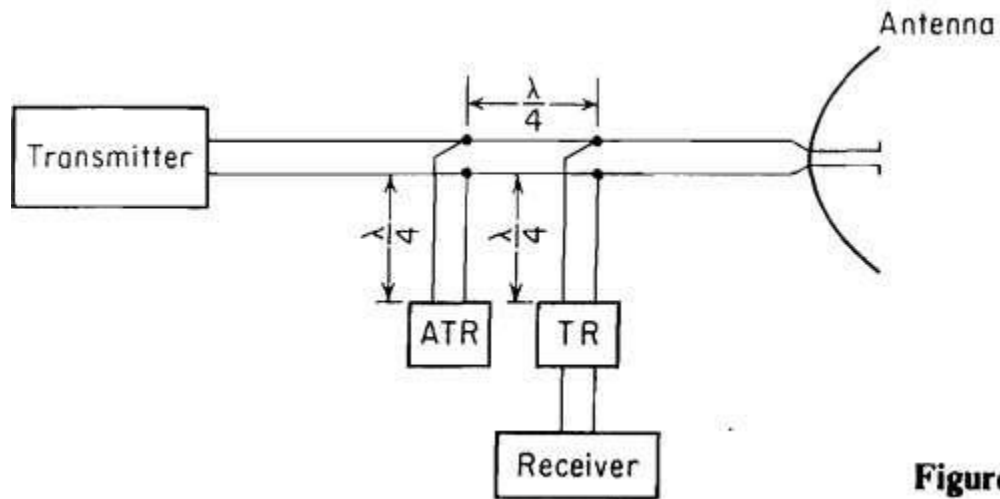 Antenna
λ/4
Transmitter
λ/4
λ/4
ATR
TR
Receiver
Figure